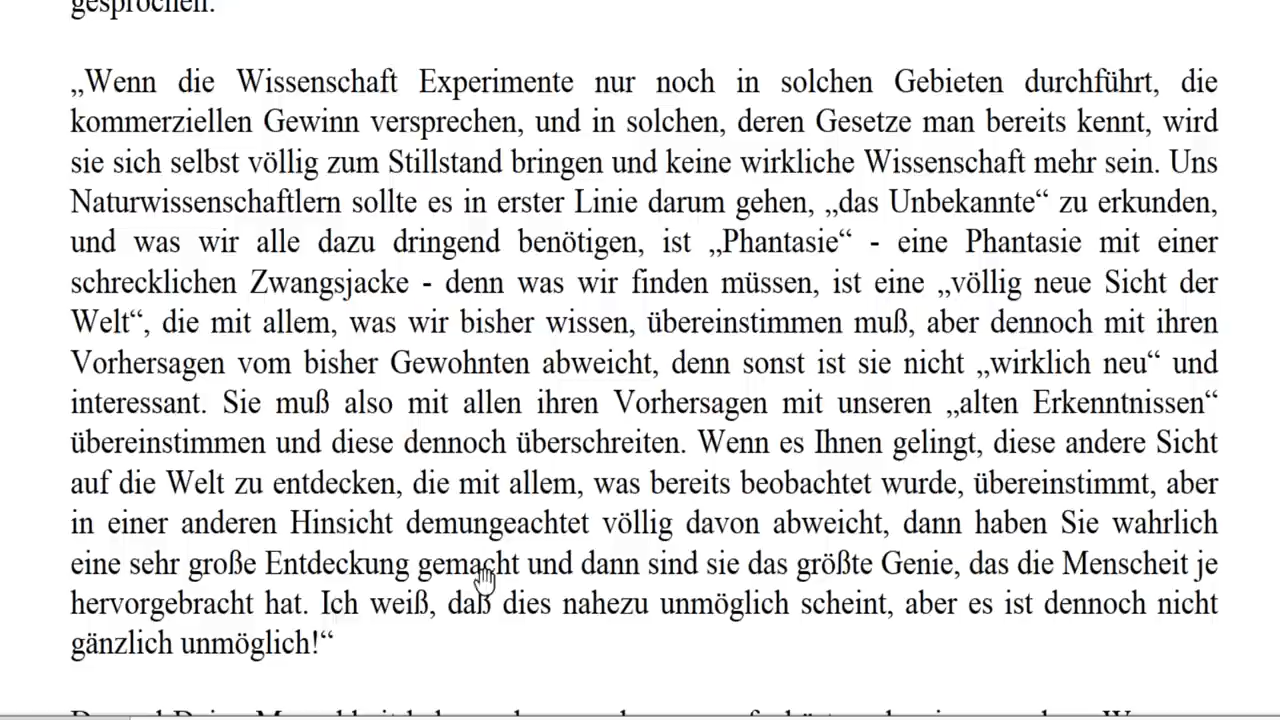 gesprochen.
„Wenn die Wissenschaft Experimente nur noch in solchen Gebieten durchführt, die
kommerziellen Gewinn versprechen, und in solchen, deren Gesetze man bereits kennt, wird
sie sich selbst völlig zum Stillstand bringen und keine wirkliche Wissenschaft mehr sein. Uns
Naturwissenschaftlern sollte es in erster Linie darum gehen, „das Unbekannte“ zu erkunden,
und was wir alle dazu dringend benötigen, ist „Phantasie“ - eine Phantasie mit einer
schrecklichen Zwangsjacke - denn was wir finden müssen, ist eine „völlig neue Sicht der
Welt“, die mit allem, was wir bisher wissen, übereinstimmen muß, aber dennoch mit ihren
Vorhersagen vom bisher Gewohnten abweicht, denn sonst ist sie nicht „wirklich neu“ und
interessant. Sie muß also mit allen ihren Vorhersagen mit unseren „alten Erkenntnissen“
übereinstimmen und diese dennoch überschreiten. Wenn es Ihnen gelingt, diese andere Sicht
auf die Welt zu entdecken, die mit allem, was bereits beobachtet wurde, übereinstimmt, aber
in einer anderen Hinsicht demungeachtet völlig davon abweicht, dann haben Sie wahrlich
eine sehr große Entdeckung gemacht und dann sind sie das größte Genie, das die Menscheit je
hervorgebracht hat. Ich weiß, daß dies nahezu unmöglich scheint, aber es ist dennoch nicht
gänzlich unmöglich!“